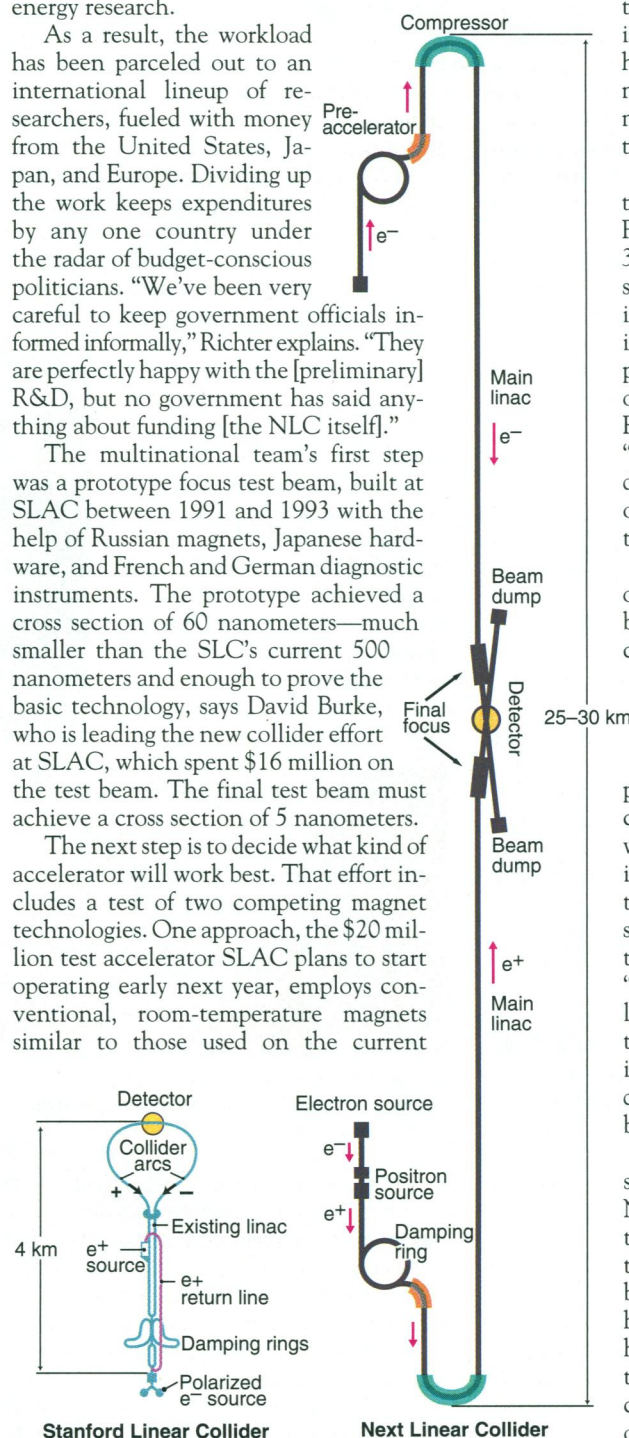 energy research.
As a result, the workload
has been parceled out to an
international lineup of re-
searchers, fueled with money
from the United States, Ja-
pan, and Europe. Dividing up
the work keeps expenditures
by any one country under
the radar of budget-conscious
politicians. “We've been very
careful to keep government officials in-
formed informally,” Richter explains. “They
are perfectly happy with the [preliminary]
R&D, but no government has said any-
thing about funding [the NLC itself].”
The multinational team's first step
was a prototype focus test beam, built at
SLAC between 1991 and 1993 with the
help of Russian magnets, Japanese hard-
ware, and French and German diagnostic
instruments. The prototype achieved a
cross section of 60 nanometers—much
smaller than the SLC's current 500
nanometers and enough to prove the
basic technology, says David Burke,
who is leading the new collider effort
at SLAC, which spent $16 million on
the test beam. The final test beam must
achieve a cross section of 5 nanometers.
The next step is to decide what kind of
accelerator will work best. That effort in-
cludes a test of two competing magnet
technologies. One approach, the $20 mil-
lion test accelerator SLAC plans to start
operating early next year, employs con-
ventional, room-temperature magnets
similar to those used on the current
Compressor
Pre-
accelerator
e−
Main
linac
e−
Beam
dump
Final
focus
Detector
25–30 km
Beam
dump
e+
Main
linac
Electron source
e−
Positron
source
e+
Damping
ring
Next Linear Collider
Detector
Collider
arcs
+
−
Existing linac
4 km
e+
source
e+
return line
Damping rings
Polarized
e− source
Stanford Linear Collider